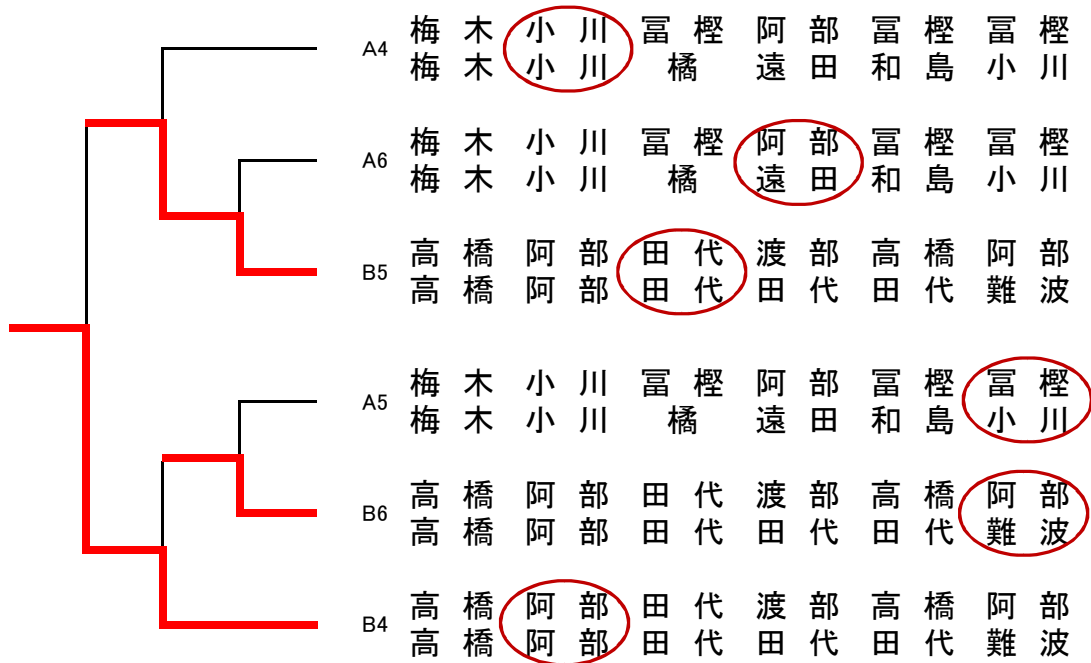 梅木 小川 冨樫 阿部 冨樫 冨樫
A4
梅木 小川 橘 遠田 和島 小川
梅木 小川 冨樫 阿部 冨樫 冨樫
A6
梅木 小川 橘 遠田 和島 小川
高橋 阿部 田代 渡部 高橋 阿部
B5
高橋 阿部 田代 田代 田代 難波
梅木 小川 冨樫 阿部 冨樫 冨樫
A5
梅木 小川 橘 遠田 和島 小川
高橋 阿部 田代 渡部 高橋 阿部
B6
高橋 阿部 田代 田代 田代 難波
高橋 阿部 田代 渡部 高橋 阿部
B4
高橋 阿部 田代 田代 田代 難波